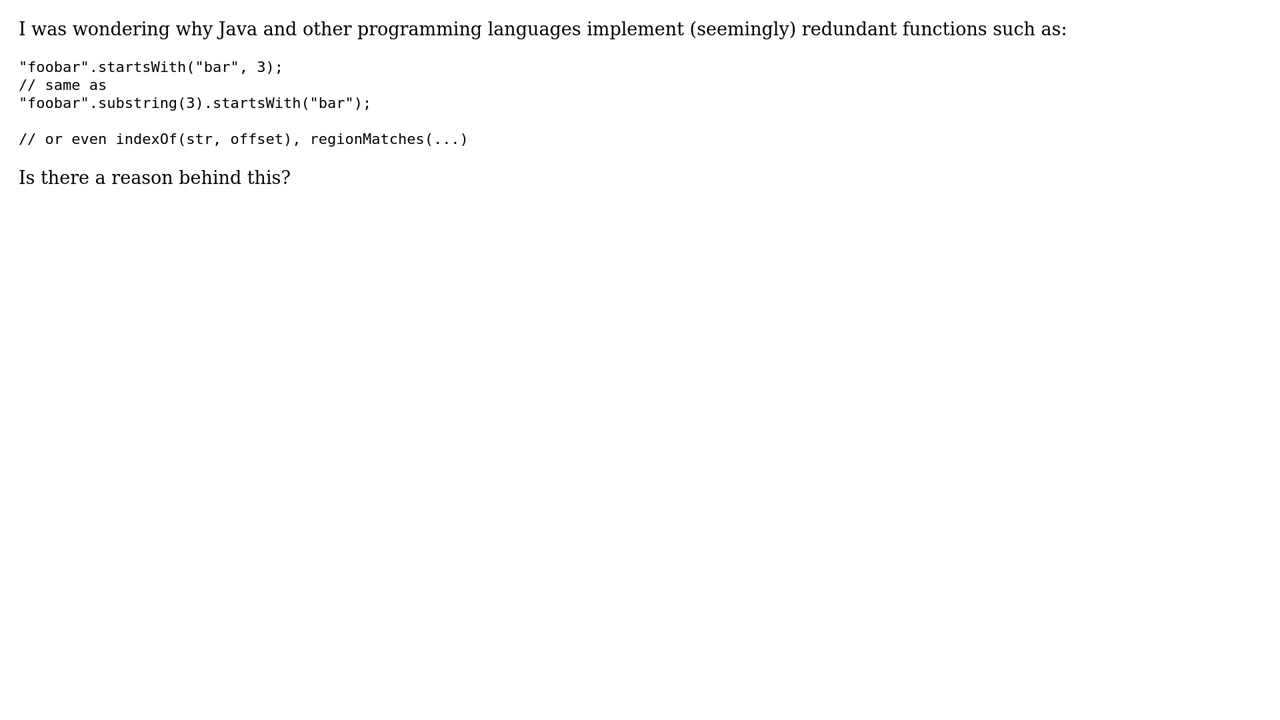 I was wondering why Java and other programming languages implement (seemingly) redundant functions such as:
"foobar".startsWith("bar", 3);
// same as
"foobar".substring(3).startsWith("bar");
// or even indexOf(str, offset), regionMatches(...)
Is there a reason behind this?